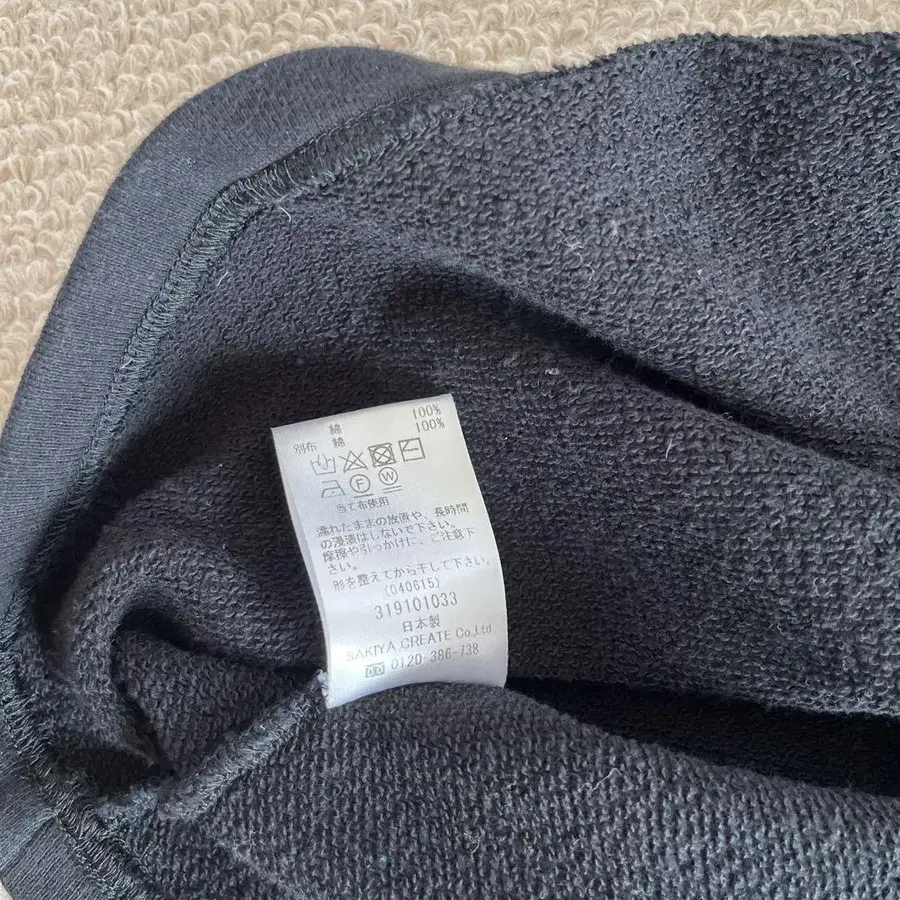 綿 100%
別布 綿 100%
F W
当て布使用
濡れたままの放置や、長時間
の浸漬はしないで下さい。
摩擦や引っかけに、ご注意下
さい。
形を整えてから干して下さい。
(040615)
319101033
日本製
SAKIYA CREATE Co.,Ltd.
0120-386-738